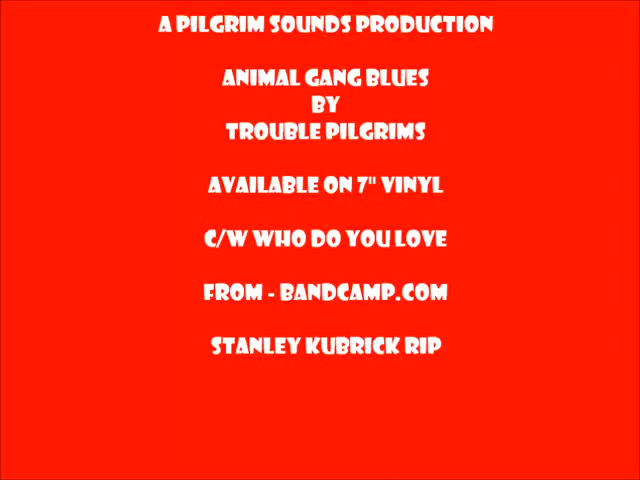 A PILGRIM SOUNDS PRODUCTION
ANIMAL GANG BLUES
BY
TROUBLE PILGRIMS
AVAILABLE ON 7" VINYL
C/W WHO DO YOU LOVE
FROM - BANDCAMP.COM
STANLEY KUBRICK RIP